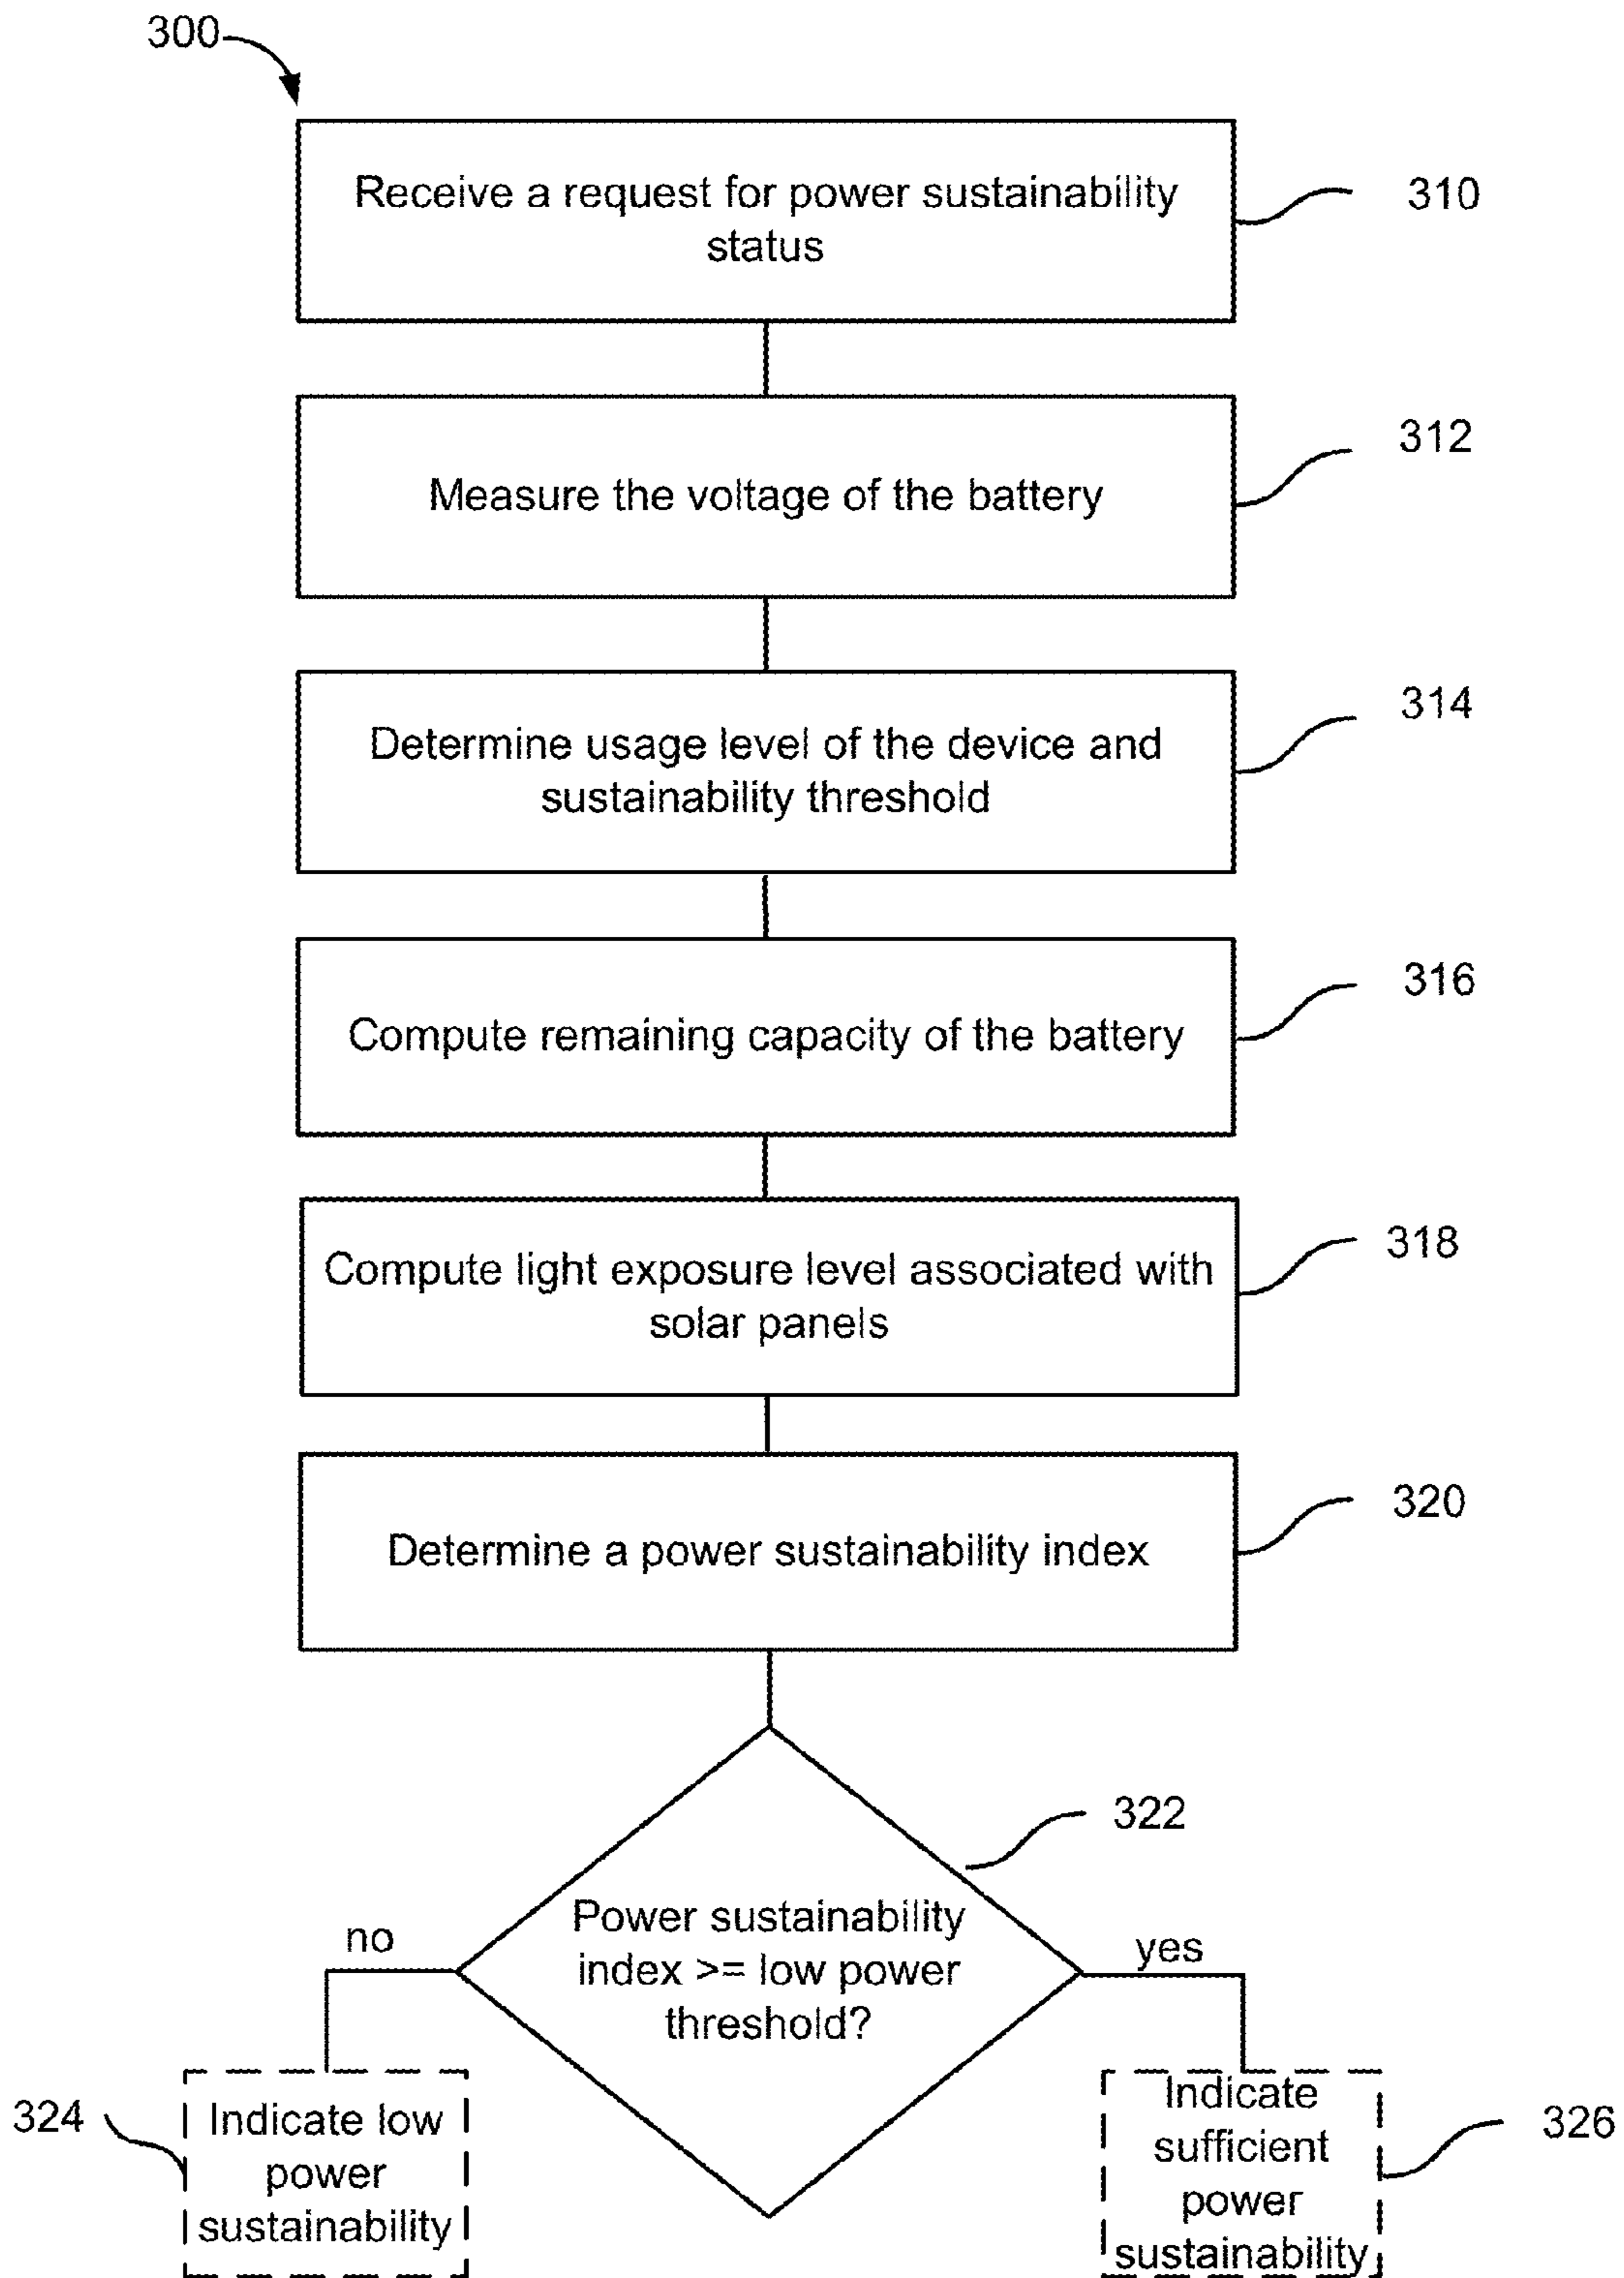 300
Receive a request for power sustainability
status
310
Measure the voltage of the battery
312
Determine usage level of the device and
sustainability threshold
314
Compute remaining capacity of the battery
316
Compute light exposure level associated with
solar panels
318
Determine a power sustainability index
320
322
Power sustainability
index >= low power
threshold?
no
yes
324
Indicate low
power
sustainability
Indicate
sufficient
power
sustainability
326